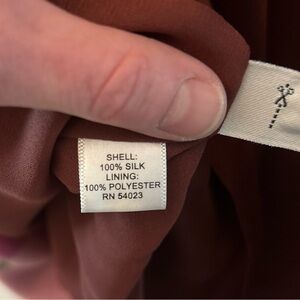 SHELL:
100% SILK
LINING:
100% POLYESTER
RN 54023